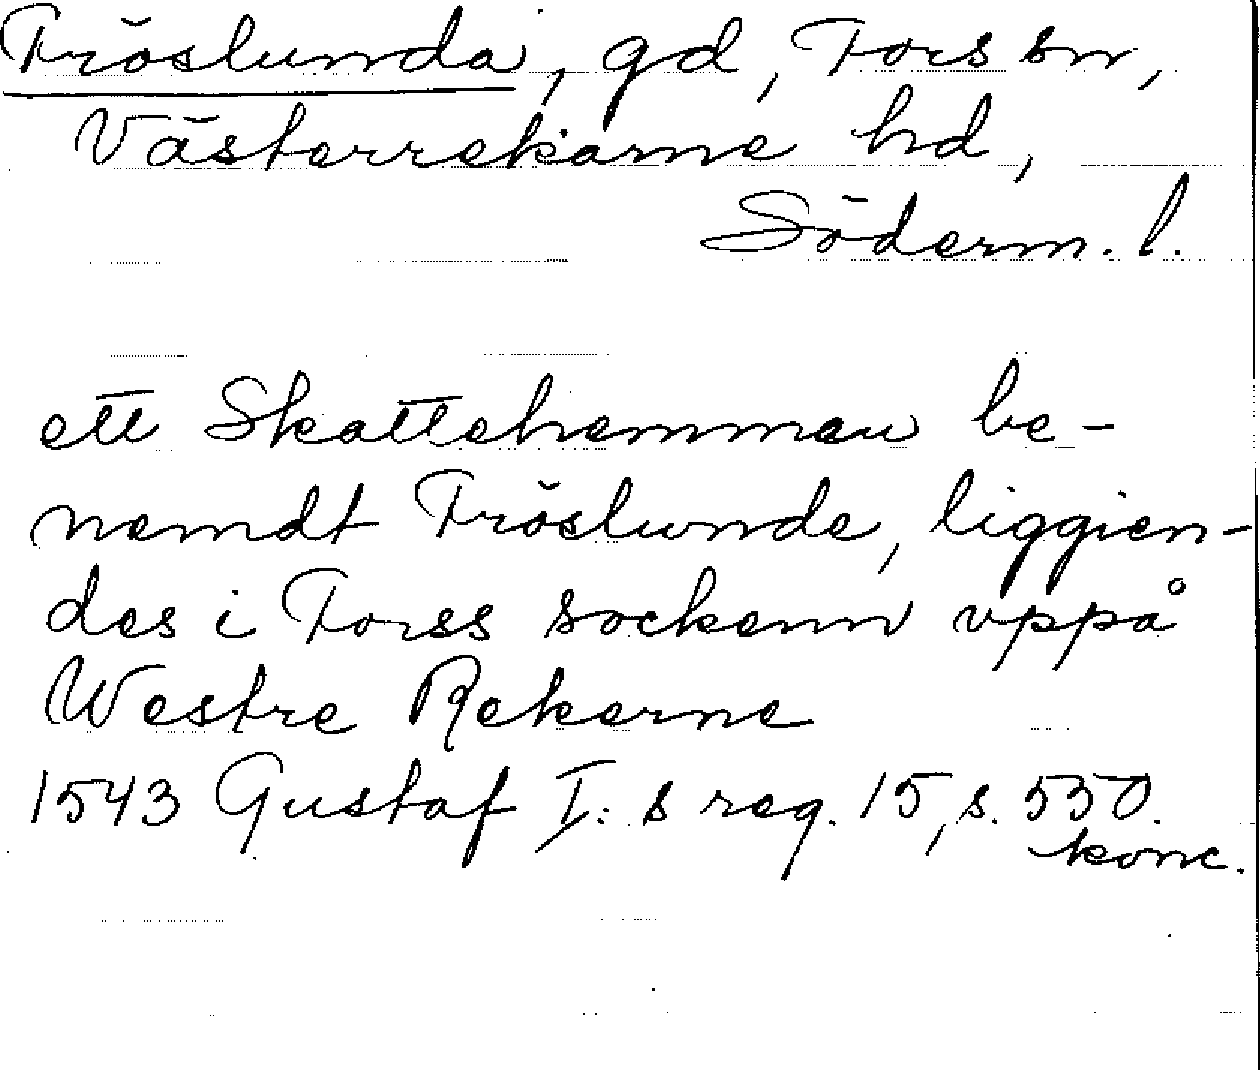 Fröslunda, gd, Fors sn,
Västerrekarne hd,
Söderm. l.
ett Skattehemman be-
nemdt Fröslunde, liggien-
des i Forss sockenn vppå
Westre Rekerne
1543 Gustaf I:s reg. 15, s. 550.
konc.